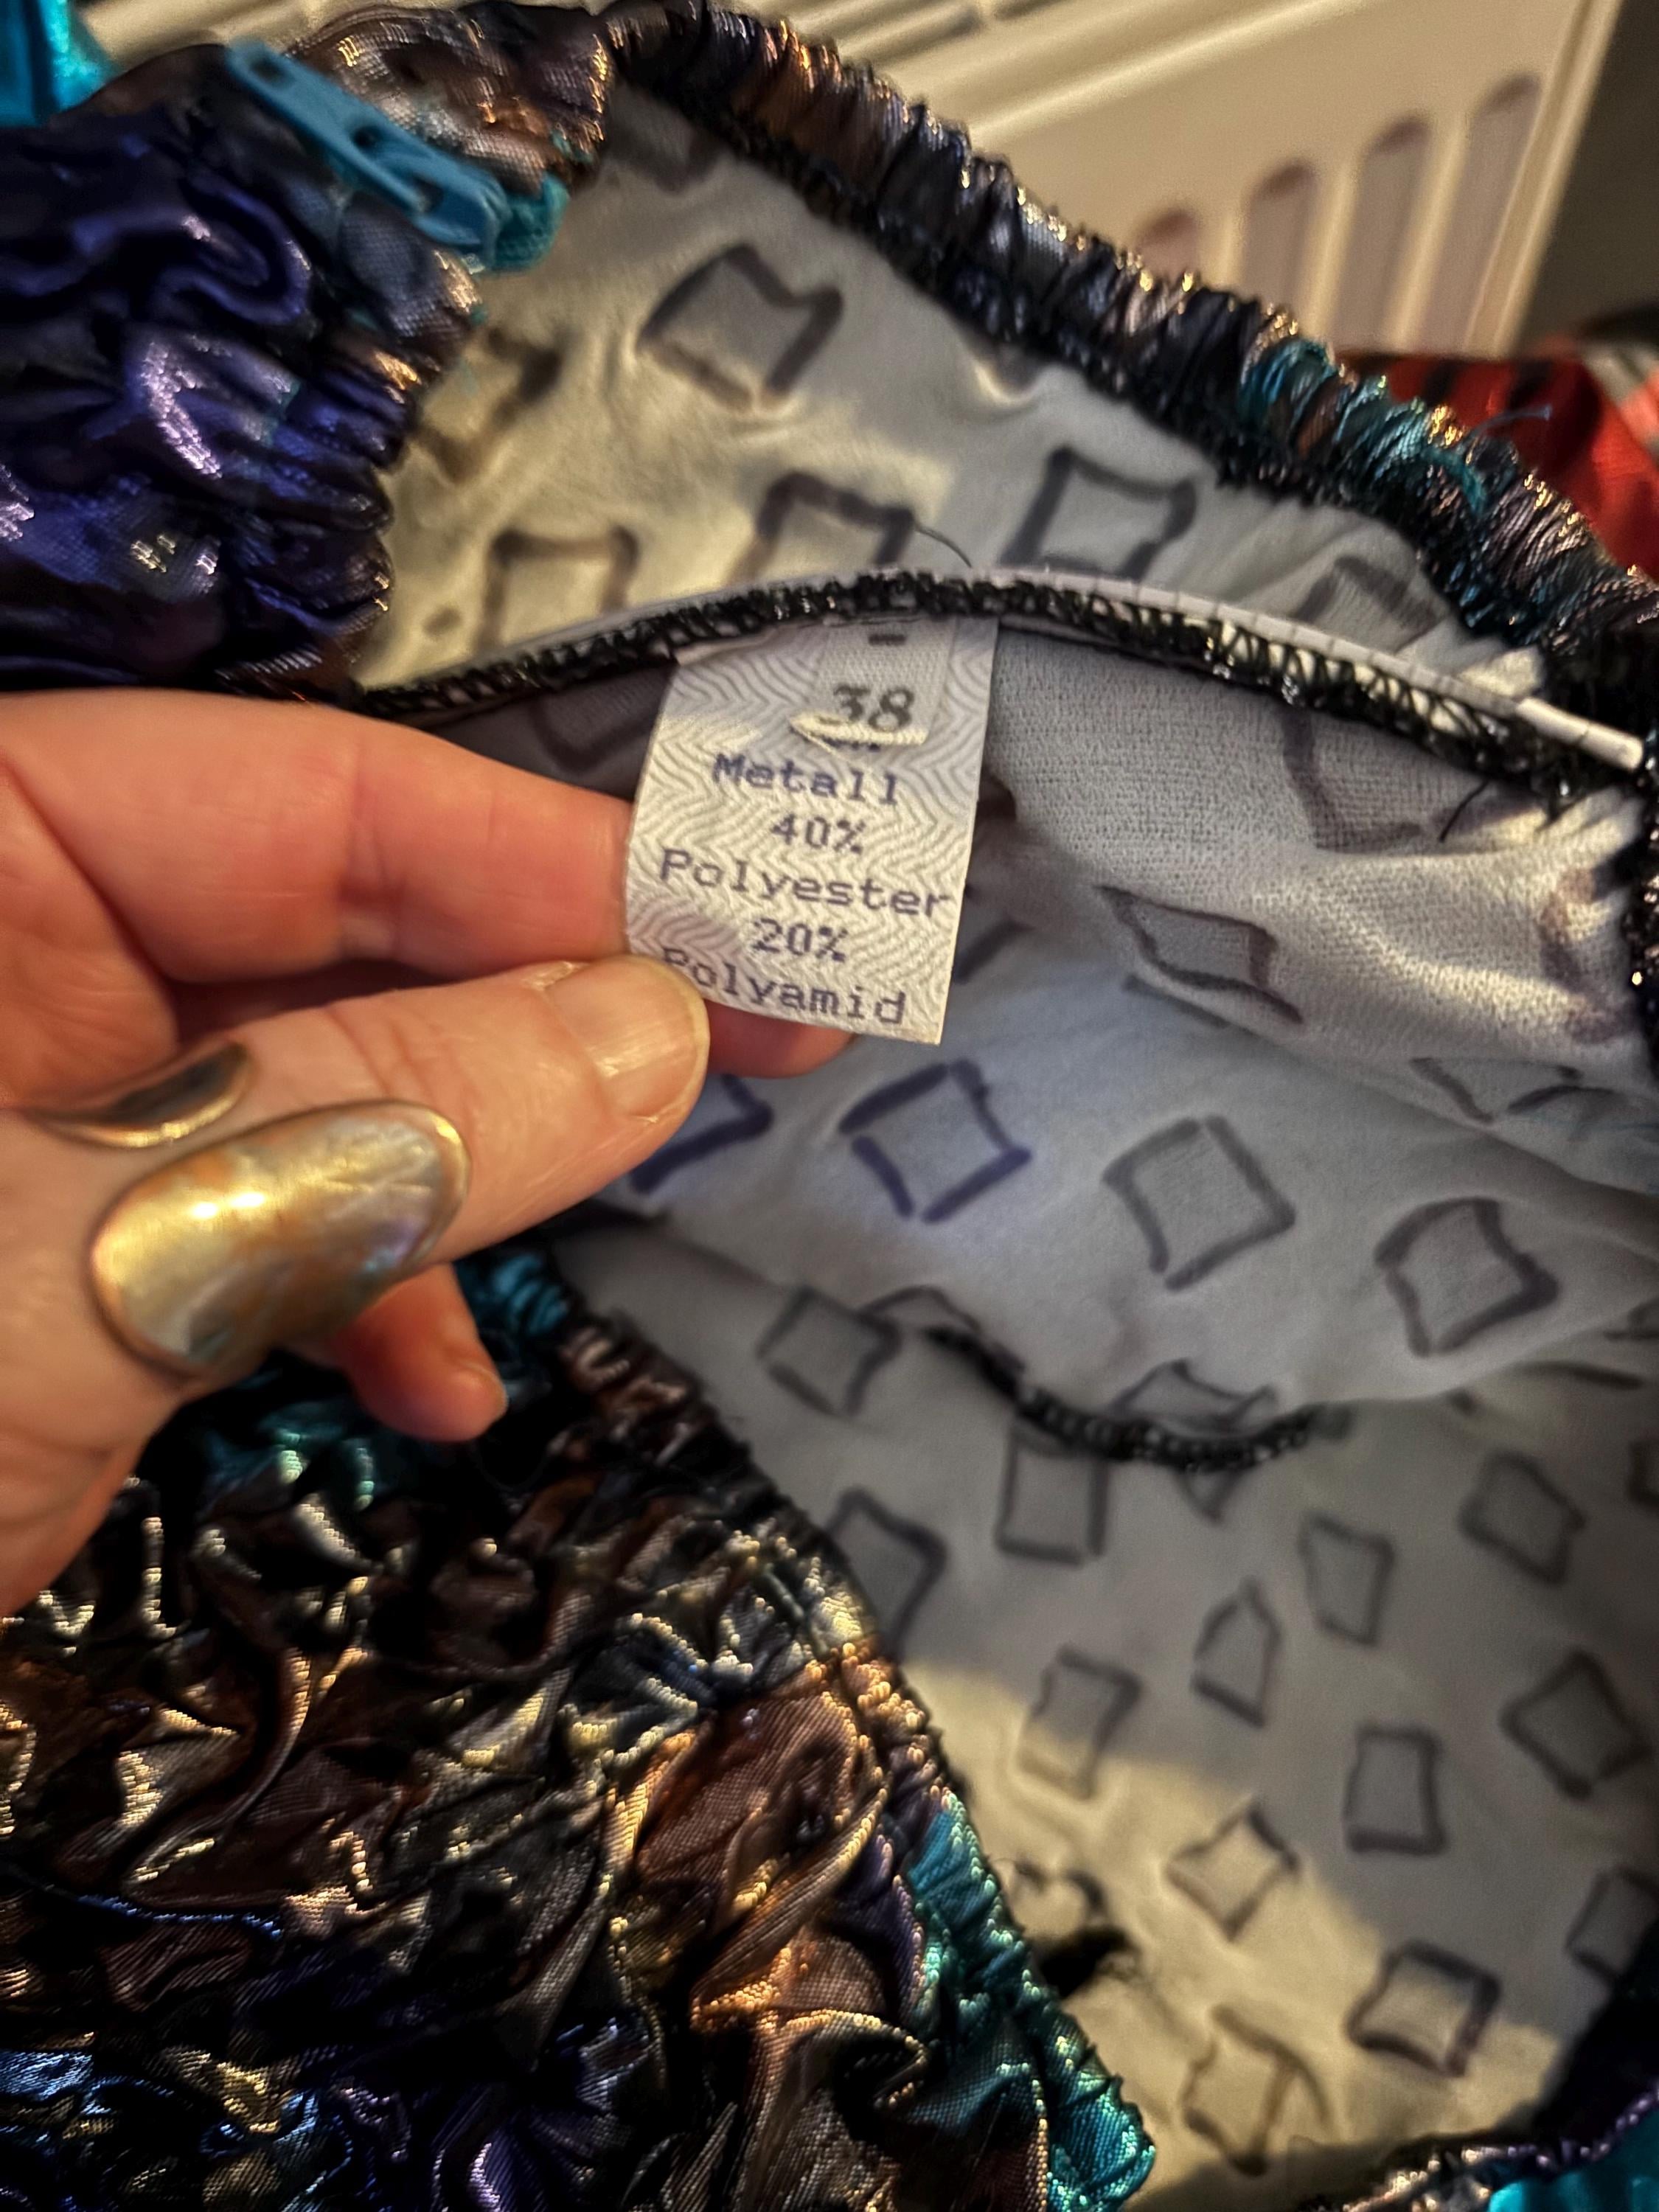 38
Metall
40%
Polyester
20%
Polyamid